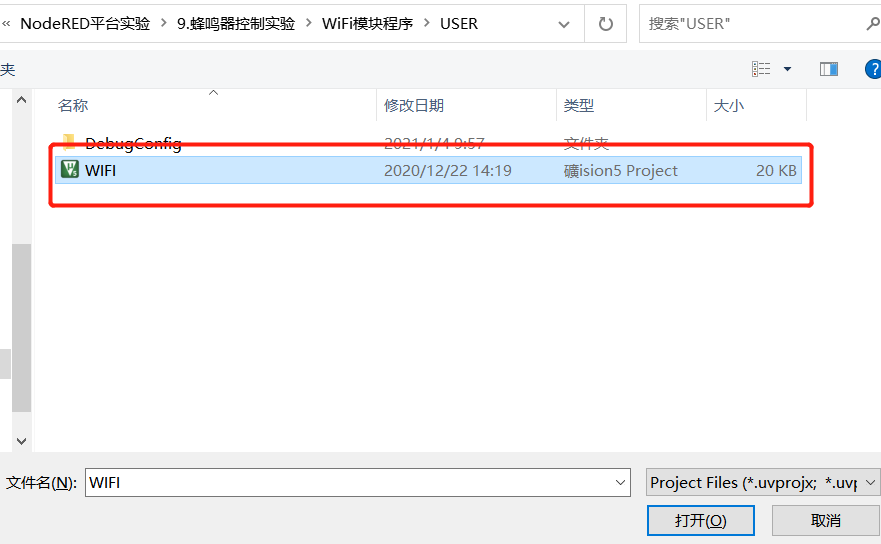 « NodeRED平台实验 › 9.蜂鸣器控制实验 › WiFi模块程序 › USER 搜索"USER"
夹
名称 修改日期 类型 大小
DebugConfig 2021/1/4 9:57 文件夹
WIFI 2020/12/22 14:19 礦ision5 Project 20 KB
文件名(N): WIFI Project Files (*.uvprojx; *.uvp
打开(O) 取消